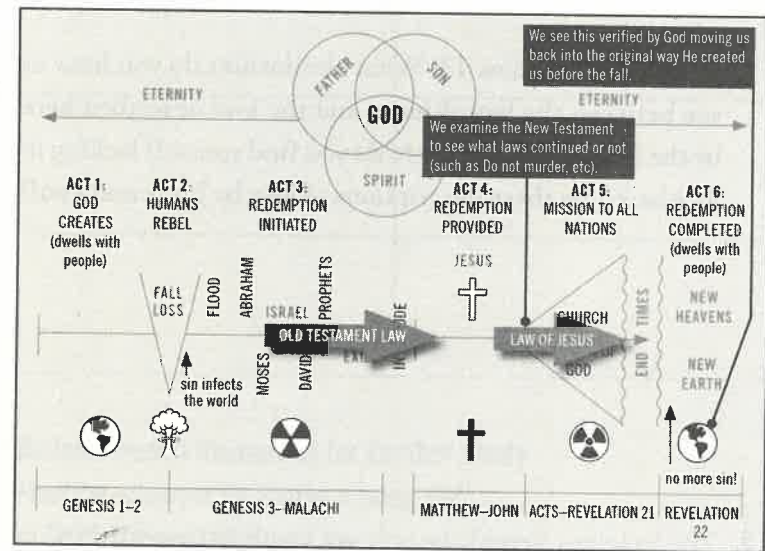 We see this verified by God moving us
back into the original way He created
us before the fall.
FATHER
SON
GOD
SPIRIT
ETERNITY
ETERNITY
We examine the New Testament
to see what laws continued or not
(such as Do not murder, etc).
ACT 1:
GOD
CREATES
(dwells with
people)
ACT 2:
HUMANS
REBEL
ACT 3:
REDEMPTION
INITIATED
ACT 4:
REDEMPTION
PROVIDED
ACT 5:
MISSION TO ALL
NATIONS
ACT 6:
REDEMPTION
COMPLETED
(dwells with
people)
FALL
LOSS
sin infects
the world
FLOOD
ABRAHAM
MOSES
ISRAEL
DAVID
PROPHETS
OLD TESTAMENT LAW
JESUS
CHURCH
LAW OF JESUS
GOD
END TIMES
NEW
HEAVENS
NEW
EARTH
no more sin!
GENESIS 1–2
GENESIS 3–MALACHI
MATTHEW–JOHN
ACTS–REVELATION 21
REVELATION
22